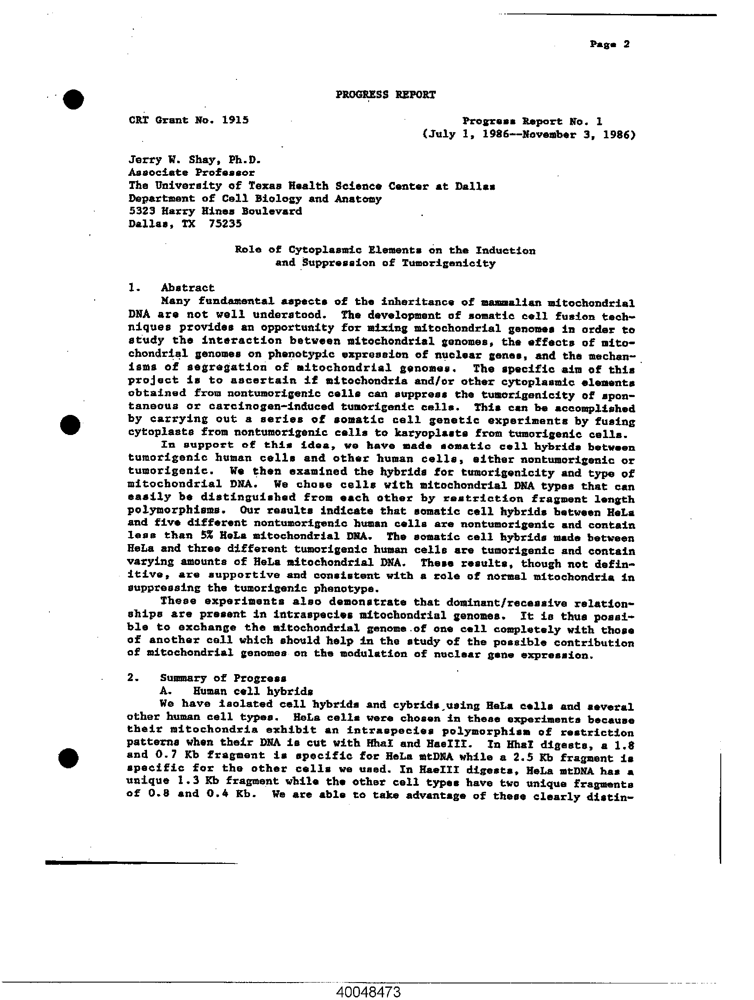 Page 2
PROGRESS REPORT
CRT Grant No. 1915
Progress Report No. 1
(July 1, 1986--November 3, 1986)
Jerry W. Shay, Ph.D.
Associate Professor
The University of Texas Health Science Center at Dallas
Department of Cell Biology and Anatomy
5323 Harry Hines Boulevard
Dallas, TX 75235
Role of Cytoplasmic Elements on the Induction
and Suppression of Tumorigenicity
1. Abstract
Many fundamental aspects of the inheritance of mammalian mitochondrial
DNA are not well understood. The development of somatic cell fusion tech-
niques provides an opportunity for mixing mitochondrial genomes in order to
study the interaction between mitochondrial genomes, the effects of mito-
chondrial genomes on phenotypic expression of nuclear genes, and the mechan-
isms of segregation of mitochondrial genomes. The specific aim of this
project is to ascertain if mitochondria and/or other cytoplasmic elements
obtained from nontumorigenic cells can suppress the tumorigenicity of spon-
taneous or carcinogen-induced tumorigenic cells. This can be accomplished
by carrying out a series of somatic cell genetic experiments by fusing
cytoplasts from nontumorigenic cells to karyoplasts from tumorigenic cells.
In support of this idea, we have made somatic cell hybrids between
tumorigenic human cells and other human cells, either nontumorigenic or
tumorigenic. We then examined the hybrids for tumorigenicity and type of
mitochondrial DNA. We chose cells with mitochondrial DNA types that can
easily be distinguished from each other by restriction fragment length
polymorphisms. Our results indicate that somatic cell hybrids between HeLa
and five different nontumorigenic human cells are nontumorigenic and contain
less than 5% HeLa mitochondrial DNA. The somatic cell hybrids made between
HeLa and three different tumorigenic human cells are tumorigenic and contain
varying amounts of HeLa mitochondrial DNA. These results, though not defin-
itive, are supportive and consistent with a role of normal mitochondria in
suppressing the tumorigenic phenotype.
These experiments also demonstrate that dominant/recessive relation-
ships are present in intraspecies mitochondrial genomes. It is thus possi-
ble to exchange the mitochondrial genome of one cell completely with those
of another cell which should help in the study of the possible contribution
of mitochondrial genomes on the modulation of nuclear gene expression.
2. Summary of Progress
A. Human cell hybrids
We have isolated cell hybrids and cybrids using HeLa cells and several
other human cell types. HeLa cells were chosen in these experiments because
their mitochondria exhibit an intraspecies polymorphism of restriction
patterns when their DNA is cut with HhaI and HaeIII. In HhaI digests, a 1.8
and 0.7 Kb fragment is specific for HeLa mtDNA while a 2.5 Kb fragment is
specific for the other cells we used. In HaeIII digests, HeLa mtDNA has a
unique 1.3 Kb fragment while the other cell types have two unique fragments
of 0.8 and 0.4 Kb. We are able to take advantage of these clearly distin-
40048473